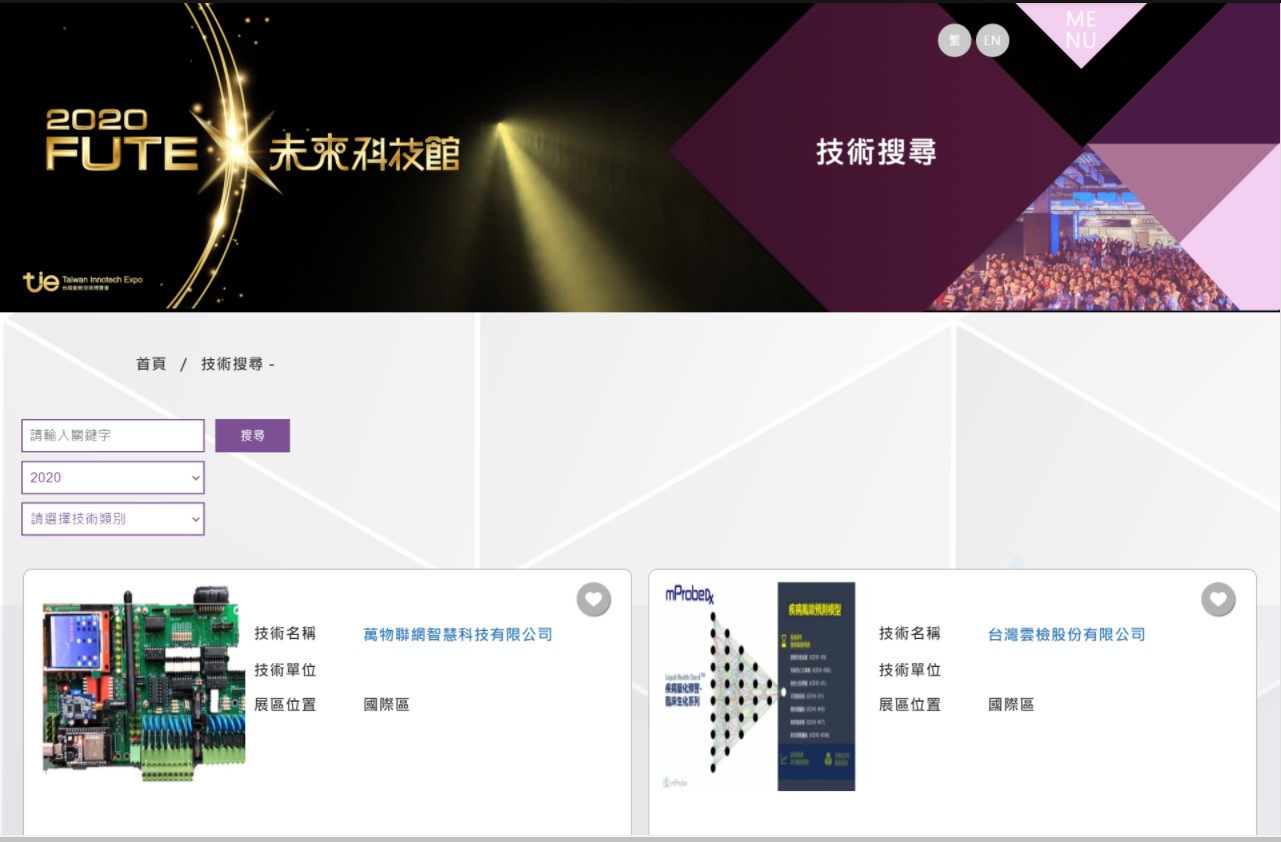 繁
EN
ME
NU
2020
FUTEX 未來科技館
技術搜尋
tie Taiwan Innotech Expo
台灣創新技術博覽會
首頁 / 技術搜尋 -
請輸入關鍵字
搜尋
2020
請選擇技術類別
技術名稱 萬物聯網智慧科技有限公司
技術單位
展區位置 國際區
mProbeDx
疾病風險預測模型
Liquid Health Check™
疾病量化模型-
臨床生化系列
mProbe
技術名稱 台灣雲檢股份有限公司
技術單位
展區位置 國際區